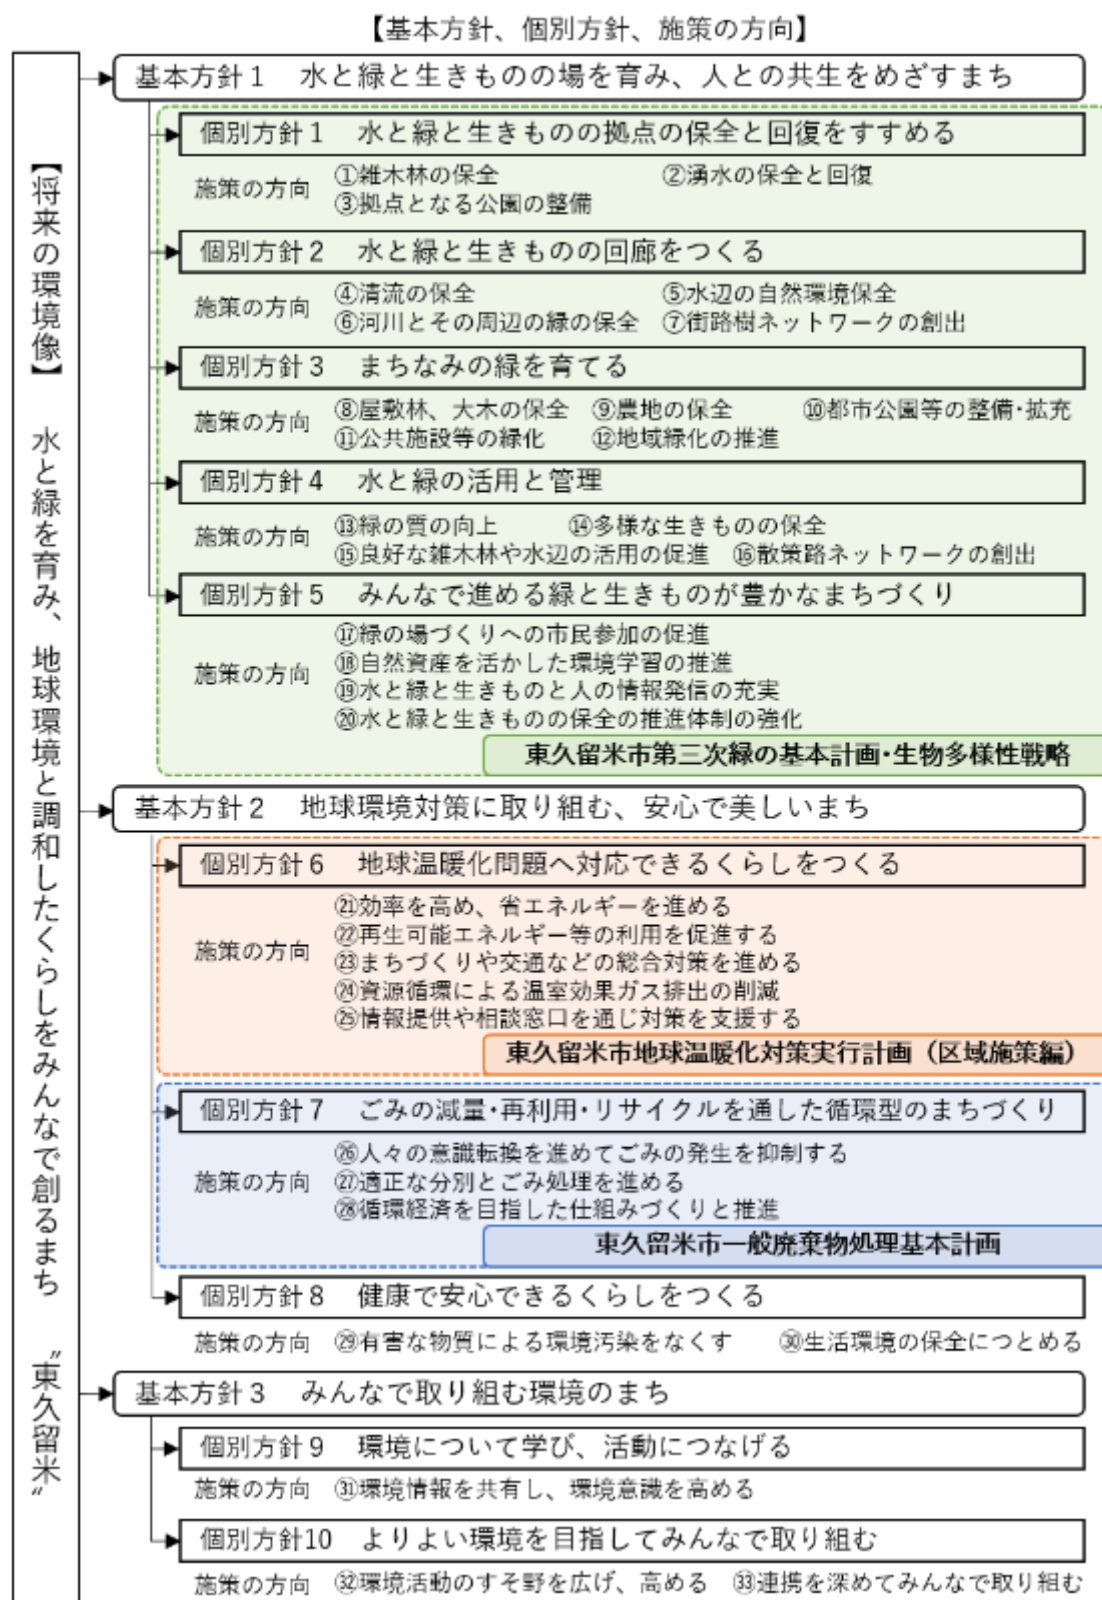 【基本方針、個別方針、施策の方向】
【将来の環境像】 水と緑を育み、地球環境と調和したくらしをみんなで創るまち “東久留米”
基本方針1 水と緑と生きものの場を育み、人との共生をめざすまち
個別方針1 水と緑と生きものの拠点の保全と回復をすすめる
施策の方向 ①雑木林の保全 ②湧水の保全と回復
③拠点となる公園の整備
個別方針2 水と緑と生きものの回廊をつくる
施策の方向 ④清流の保全 ⑤水辺の自然環境保全
⑥河川とその周辺の緑の保全 ⑦街路樹ネットワークの創出
個別方針3 まちなみの緑を育てる
施策の方向 ⑧屋敷林、大木の保全 ⑨農地の保全 ⑩都市公園等の整備・拡充
⑪公共施設等の緑化 ⑫地域緑化の推進
個別方針4 水と緑の活用と管理
施策の方向 ⑬緑の質の向上 ⑭多様な生きものの保全
⑮良好な雑木林や水辺の活用の促進 ⑯散策路ネットワークの創出
個別方針5 みんなで進める緑と生きものが豊かなまちづくり
施策の方向 ⑰緑の場づくりへの市民参加の促進
⑱自然資産を活かした環境学習の推進
⑲水と緑と生きものと人の情報発信の充実
⑳水と緑と生きものの保全の推進体制の強化
東久留米市第三次緑の基本計画・生物多様性戦略
基本方針2 地球環境対策に取り組む、安心で美しいまち
個別方針6 地球温暖化問題へ対応できるくらしをつくる
施策の方向 ㉑効率を高め、省エネルギーを進める
㉒再生可能エネルギー等の利用を促進する
㉓まちづくりや交通などの総合対策を進める
㉔資源循環による温室効果ガス排出の削減
㉕情報提供や相談窓口を通じ対策を支援する
東久留米市地球温暖化対策実行計画（区域施策編）
個別方針7 ごみの減量・再利用・リサイクルを通した循環型のまちづくり
施策の方向 ㉖人々の意識転換を進めてごみの発生を抑制する
㉗適正な分別とごみ処理を進める
㉘循環経済を目指した仕組みづくりと推進
東久留米市一般廃棄物処理基本計画
個別方針8 健康で安心できるくらしをつくる
施策の方向 ㉙有害な物質による環境汚染をなくす ㉚生活環境の保全につとめる
基本方針3 みんなで取り組む環境のまち
個別方針9 環境について学び、活動につなげる
施策の方向 ㉛環境情報を共有し、環境意識を高める
個別方針10 よりよい環境を目指してみんなで取り組む
施策の方向 ㉜環境活動のすそ野を広げ、高める ㉝連携を深めてみんなで取り組む